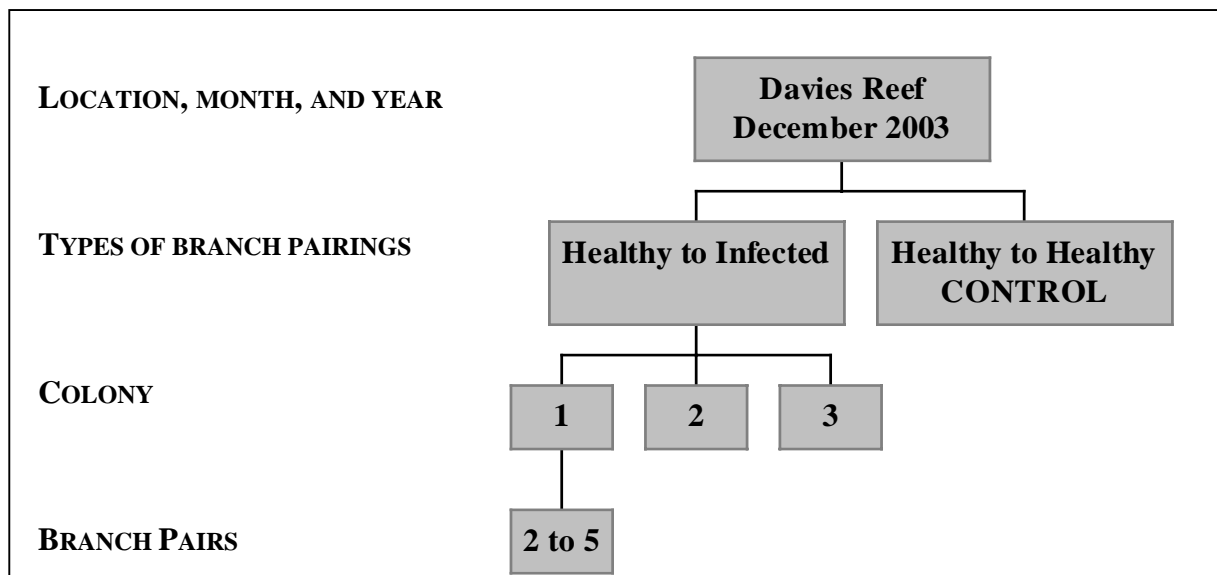 LOCATION, MONTH, AND YEAR
Davies Reef
December 2003
TYPES OF BRANCH PAIRINGS
Healthy to Infected
Healthy to Healthy
CONTROL
COLONY
1
2
3
BRANCH PAIRS
2 to 5